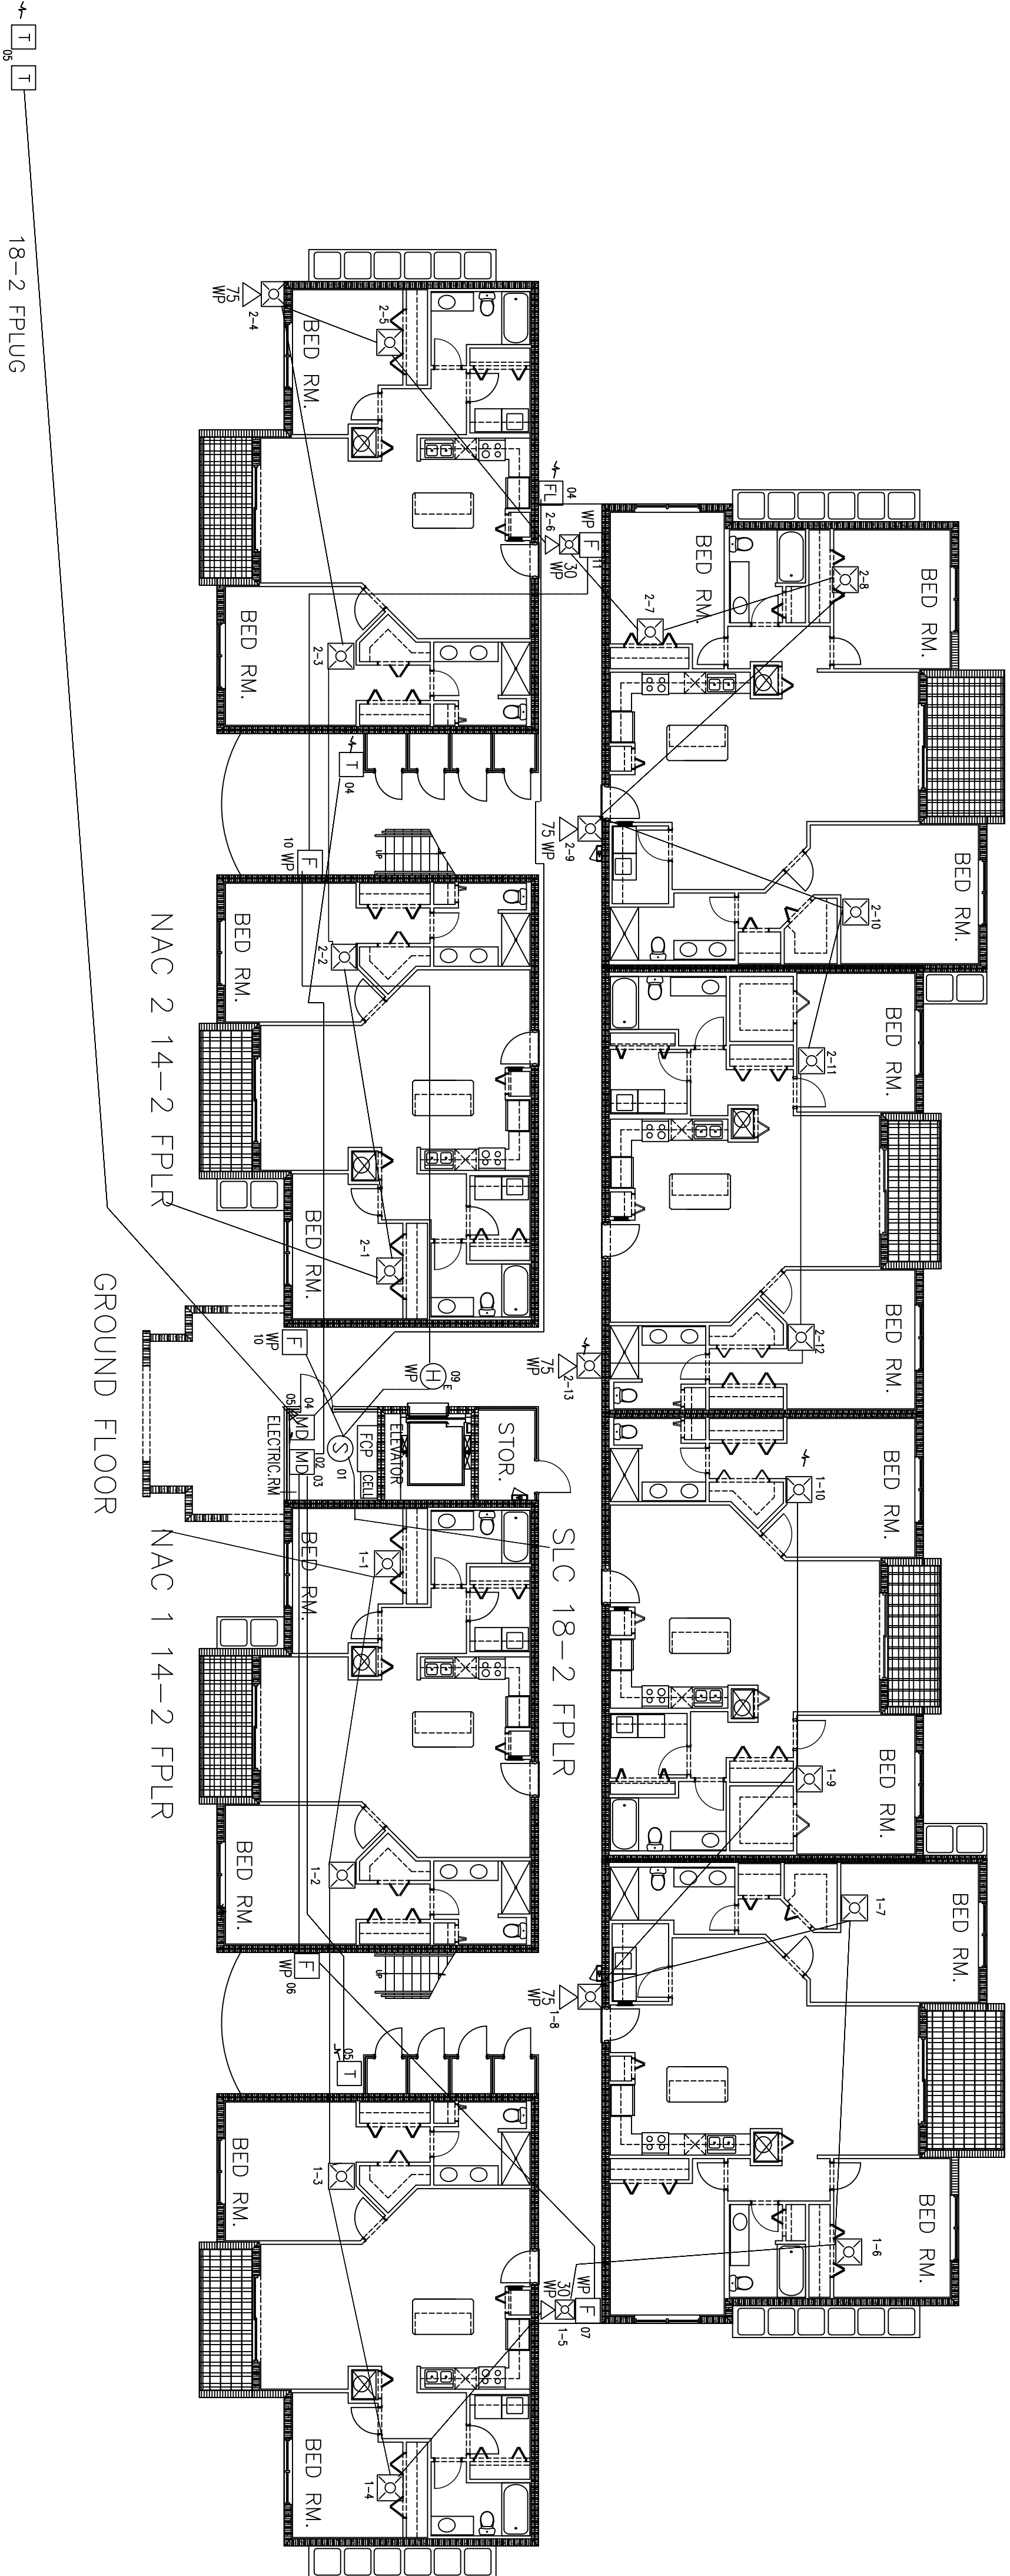 T
T
05
18-2 FPLUG
75
WP
2-4
BED RM.
2-5
FL
04
2-6
30
WP
WP
F
11
BED RM.
2-3
T
04
10 WP
F
UP
BED RM.
2-7
2-8
BED RM.
75 WP
2-9
2-10
BED RM.
BED RM.
2-2
NAC 2 14-2 FPLR
2-1
BED RM.
2-11
BED RM.
2-12
BED RM.
75
WP
2-13
WP
10
F
09
H
E
WP
GROUND FLOOR
05
04
MD
MD
02
03
ELECTRIC.RM
S
01
FCP
CELL
ELEVATOR
STOR.
SLC 18-2 FPLR
NAC 1 14-2 FPLR
BED RM.
1-1
1-2
BED RM.
1-10
BED RM.
1-9
BED RM.
1-7
BED RM.
F
WP
06
UP
75
WP
1-8
05
T
BED RM.
1-3
1-6
BED RM.
WP
30
WP
F
07
1-5
1-4
BED RM.